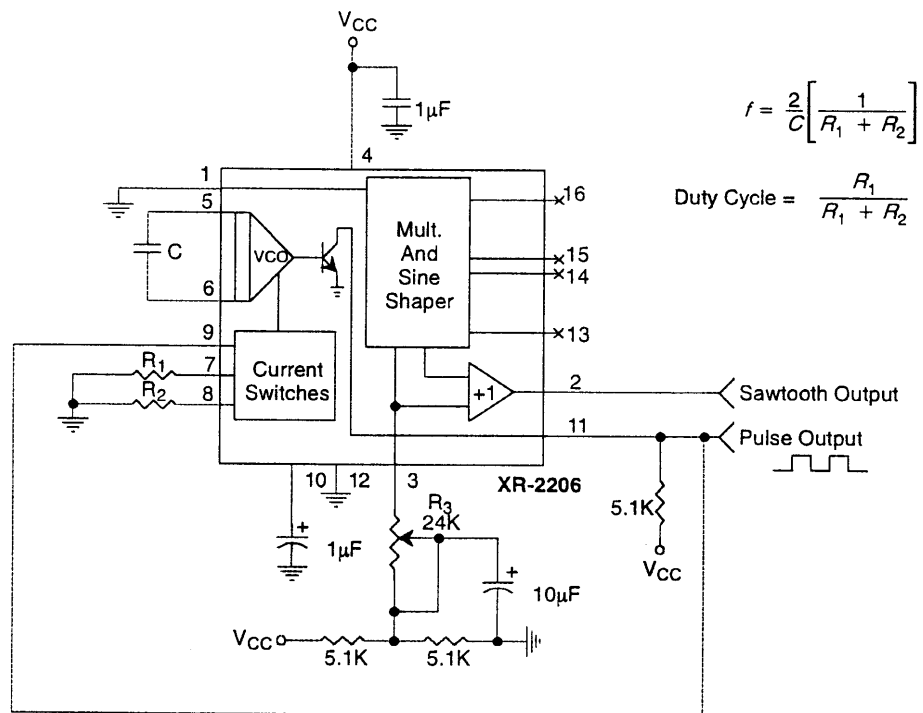 V_CC
1µF
f = 2/C [1 / (R_1 + R_2)]
Duty Cycle = R_1 / (R_1 + R_2)
4
1
16
5
Mult.
And
Sine
Shaper
C
VCO
15
14
6
13
9
R_1
7
Current
Switches
R_2
8
+1
2
Sawtooth Output
11
Pulse Output
10
12
3
XR-2206
R_3
24K
5.1K
+
1µF
V_CC
+
10µF
V_CC
5.1K
5.1K